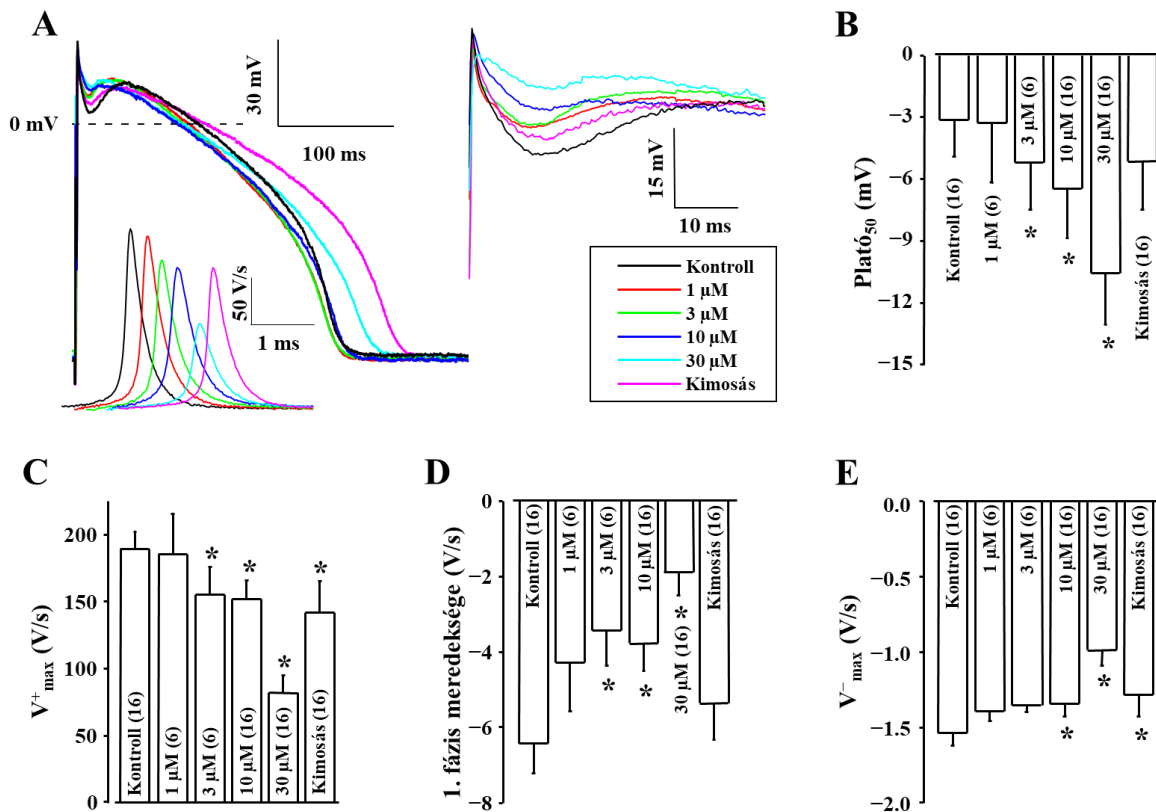 A
30 mV
100 ms
0 mV
50 V/s
1 ms
15 mV
10 ms
Kontroll
1 µM
3 µM
10 µM
30 µM
Kimosás
B
Plató50 (mV)
0
−3
−6
−9
−12
−15
Kontroll (16)
1 µM (6)
3 µM (6)
*
10 µM (16)
*
30 µM (16)
*
Kimosás (16)
C
V+max (V/s)
200
150
100
50
0
Kontroll (16)
1 µM (6)
3 µM (6)
*
10 µM (16)
*
30 µM (16)
*
Kimosás (16)
*
D
1. fázis meredeksége (V/s)
0
−2
−4
−6
−8
Kontroll (16)
1 µM (6)
3 µM (6)
*
10 µM (16)
*
30 µM (16)
*
Kimosás (16)
E
V−max (V/s)
0.0
−0.5
−1.0
−1.5
−2.0
Kontroll (16)
1 µM (6)
3 µM (6)
10 µM (16)
*
30 µM (16)
*
Kimosás (16)
*